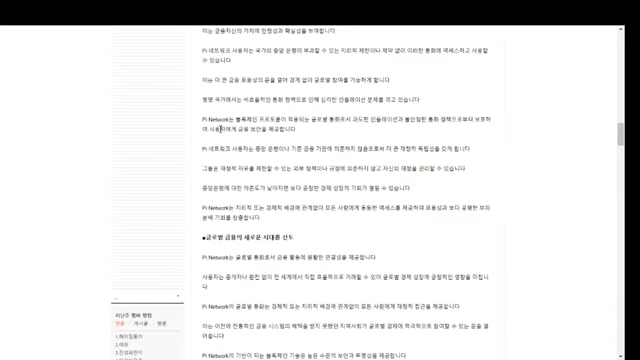 이는 금융자산의 가치에 안정성과 확실성을 부여합니다
Pi 네트워크 사용자는 국가의 중앙 은행이 부과할 수 있는 지리적 제한이나 제약 없이 이러한 통화에 액세스하고 사용할
수 있습니다
이는 더 큰 금융 포용성의 문을 열어 경계 없이 글로벌 참여를 가능하게 합니다
몇몇 국가에서는 비효율적인 통화 정책으로 인해 심각한 인플레이션 문제를 겪고 있습니다
Pi Network는 블록체인 프로토콜이 적용되는 글로벌 통화로서 과도한 인플레이션과 불안정한 통화 정책으로부터 보호하
여 사용자에게 금융 보안을 제공합니다
Pi 네트워크 사용자는 중앙 은행이나 기존 금융 기관에 의존하지 않음으로써 더 큰 재정적 독립성을 갖게 됩니다
그들은 재정적 자유를 제한할 수 있는 외부 정책이나 규정에 의존하지 않고 자신의 재정을 관리할 수 있습니다
중앙은행에 대한 의존도가 낮아지면 보다 공정한 경제 성장의 기회가 열릴 수 있습니다
Pi Network는 지리적 또는 경제적 배경에 관계없이 모든 사람에게 동등한 액세스를 제공하여 포용성과 보다 공평한 부의
분배 기회를 창출합니다
■글로벌 금융의 새로운 시대를 선도
Pi Network는 글로벌 통화로서 금융 활동에 원활한 연결성을 제공합니다
사용자는 중개자나 환전 없이 전 세계에서 직접 효율적으로 거래할 수 있어 글로벌 경제 성장에 긍정적인 영향을 미칩니
다
Pi Network의 글로벌 통화는 경제적 또는 지리적 배경에 관계없이 모든 사람에게 재정적 접근을 제공합니다
이는 이전에 전통적인 금융 시스템의 혜택을 받지 못했던 지역사회가 글로벌 경제에 적극적으로 참여할 수 있는 문을 열
어줍니다
Pi Network의 기반이 되는 블록체인 기술은 높은 수준의 보안과 투명성을 제공합니다
지난주 멤버 랭킹
댓글 게시글 방문
1.헤이칠통이
2.애라
3.진성파란지